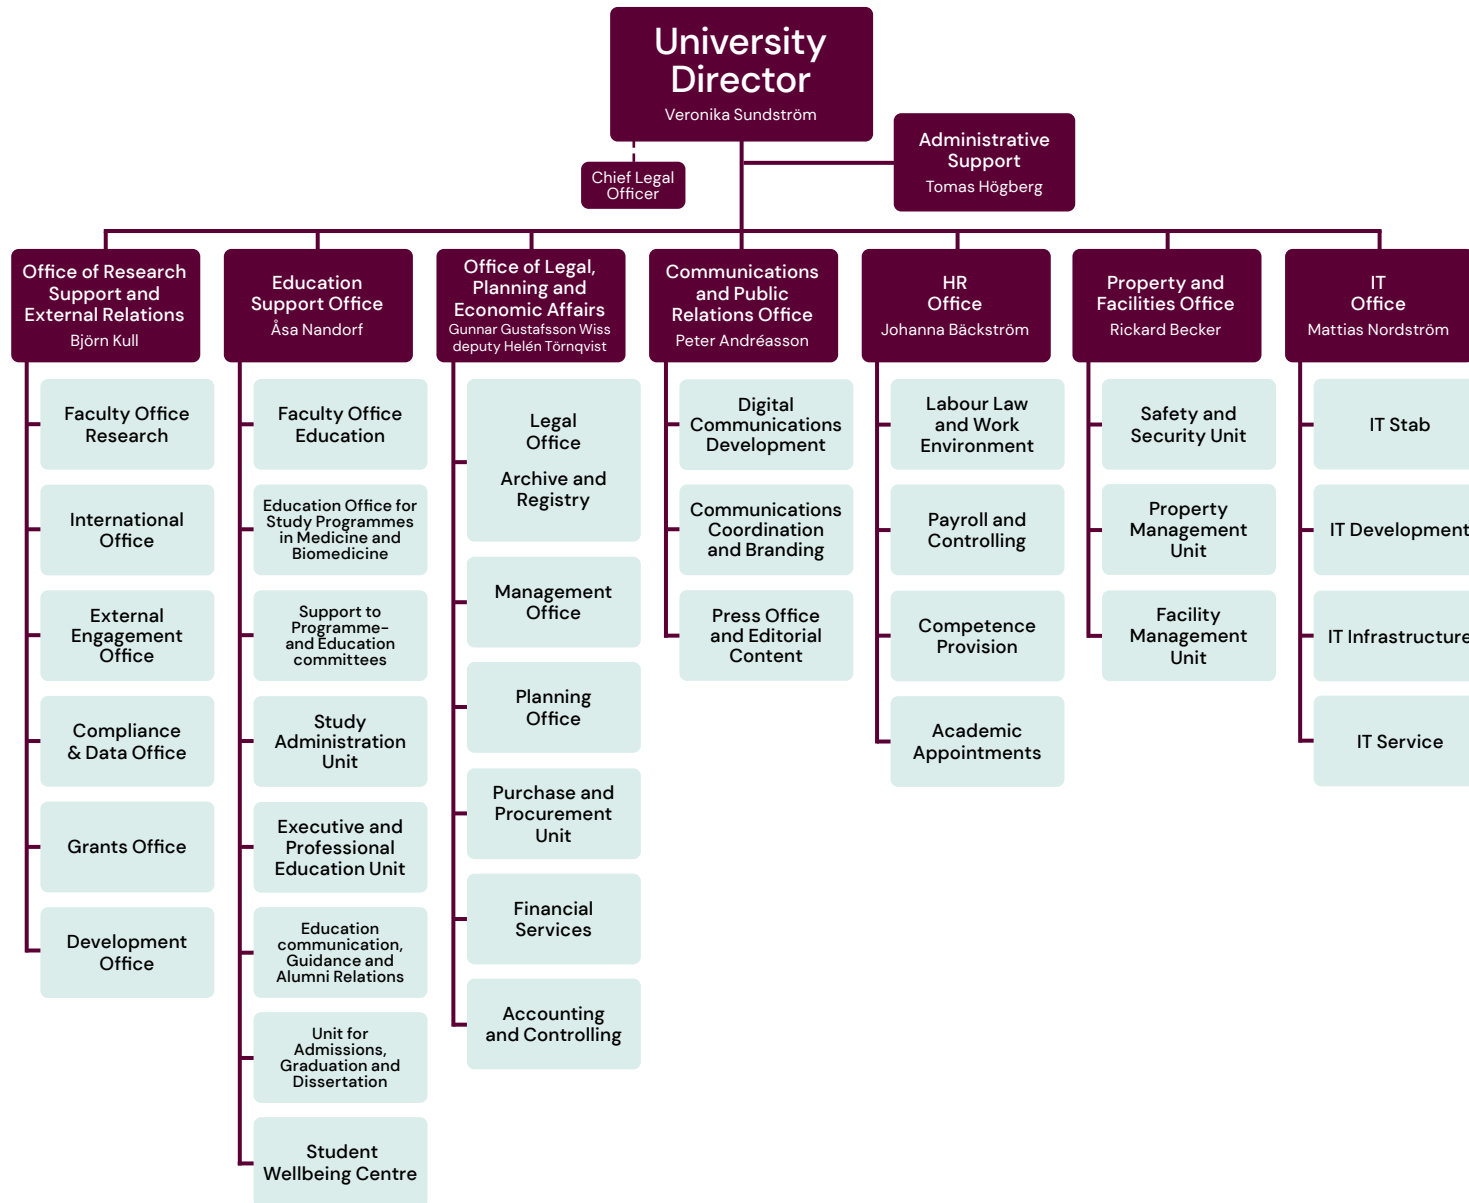 University
Director
Veronika Sundström
Administrative
Support
Tomas Högberg
Chief Legal
Officer
Office of Research
Support and
External Relations
Björn Kull
Faculty Office
Research
International
Office
External
Engagement
Office
Compliance
& Data Office
Grants Office
Development
Office
Education
Support Office
Åsa Nandorf
Faculty Office
Education
Education Office for
Study Programmes
in Medicine and
Biomedicine
Support to
Programme-
and Education
committees
Study
Administration
Unit
Executive and
Professional
Education Unit
Education
communication,
Guidance and
Alumni Relations
Unit for
Admissions,
Graduation and
Dissertation
Student
Wellbeing Centre
Office of Legal,
Planning and
Economic Affairs
Gunnar Gustafsson Wiss
deputy Helén Törnqvist
Legal
Office
Archive and
Registry
Management
Office
Planning
Office
Purchase and
Procurement
Unit
Financial
Services
Accounting
and Controlling
Communications
and Public
Relations Office
Peter Andréasson
Digital
Communications
Development
Communications
Coordination
and Branding
Press Office
and Editorial
Content
HR
Office
Johanna Bäckström
Labour Law
and Work
Environment
Payroll and
Controlling
Competence
Provision
Academic
Appointments
Property and
Facilities Office
Rickard Becker
Safety and
Security Unit
Property
Management
Unit
Facility
Management
Unit
IT
Office
Mattias Nordström
IT Stab
IT Development
IT Infrastructure
IT Service